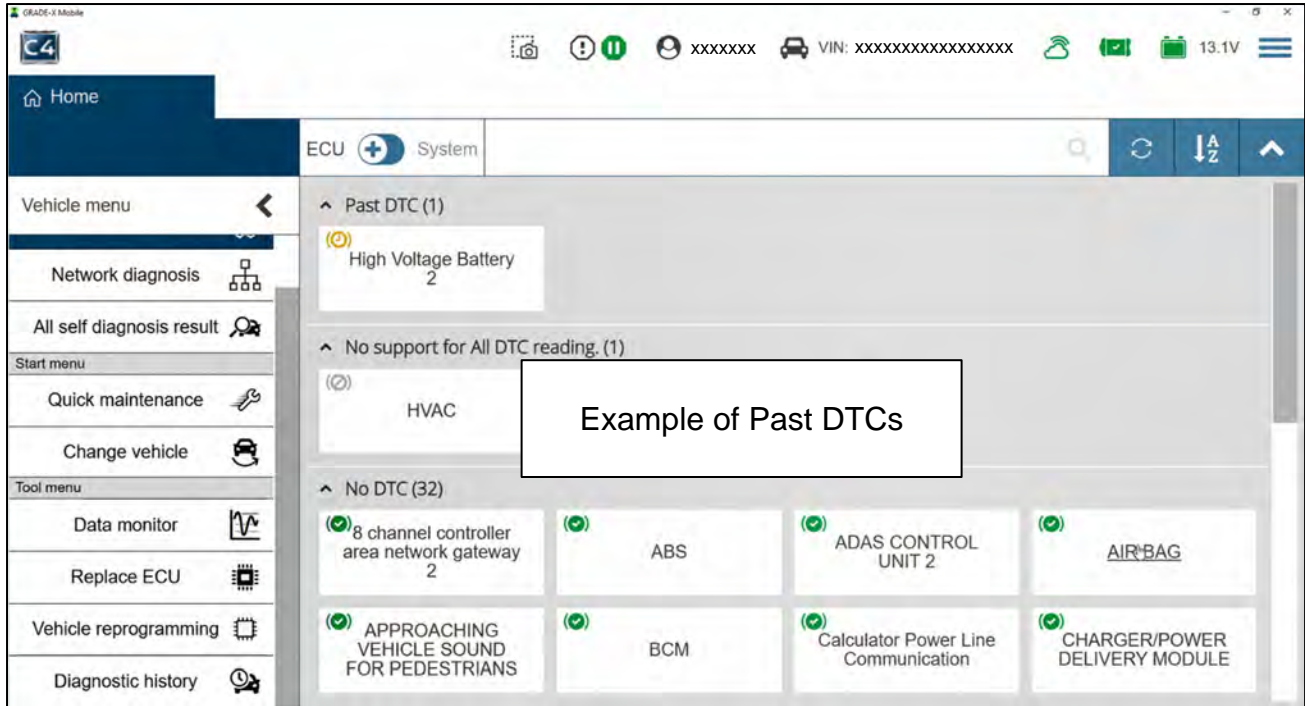 GRADE-X Mobile
C4
xxxxxxx
VIN: xxxxxxxxxxxxxxxxx
13.1V
Home
ECU
System
A
Z
Vehicle menu
Network diagnosis
All self diagnosis result
Start menu
Quick maintenance
Change vehicle
Tool menu
Data monitor
Replace ECU
Vehicle reprogramming
Diagnostic history
Past DTC (1)
High Voltage Battery
2
No support for All DTC reading. (1)
HVAC
Example of Past DTCs
No DTC (32)
8 channel controller
area network gateway
2
ABS
ADAS CONTROL
UNIT 2
AIR BAG
APPROACHING
VEHICLE SOUND
FOR PEDESTRIANS
BCM
Calculator Power Line
Communication
CHARGER/POWER
DELIVERY MODULE